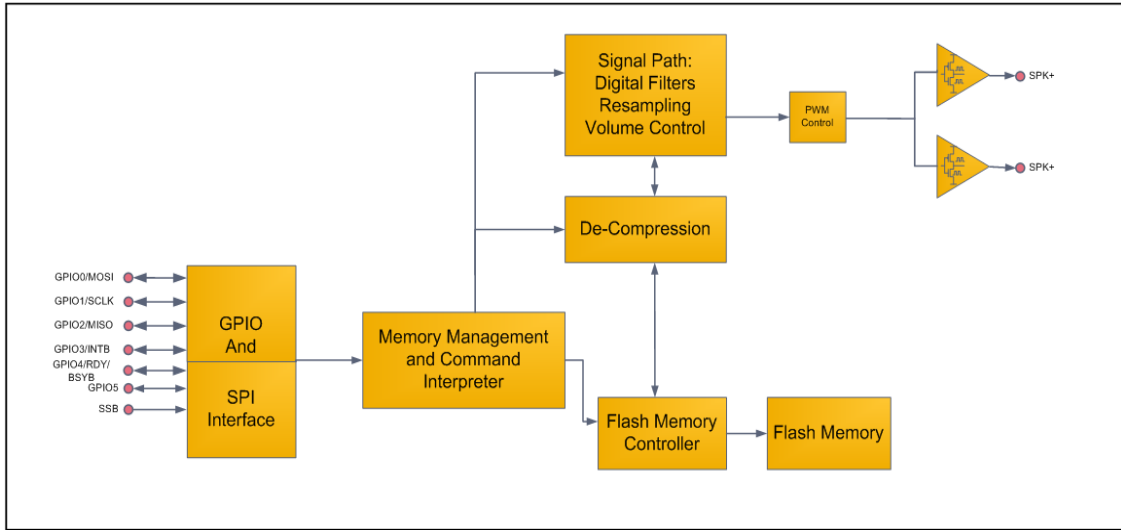 Signal Path:
Digital Filters
Resampling
Volume Control
PWM
Control
SPK+
SPK+
De-Compression
GPIO0/MOSI
GPIO1/SCLK
GPIO2/MISO
GPIO3/INTB
GPIO4/RDY/
BSYB
GPIO5
SSB
GPIO
And
SPI
Interface
Memory Management
and Command
Interpreter
Flash Memory
Controller
Flash Memory